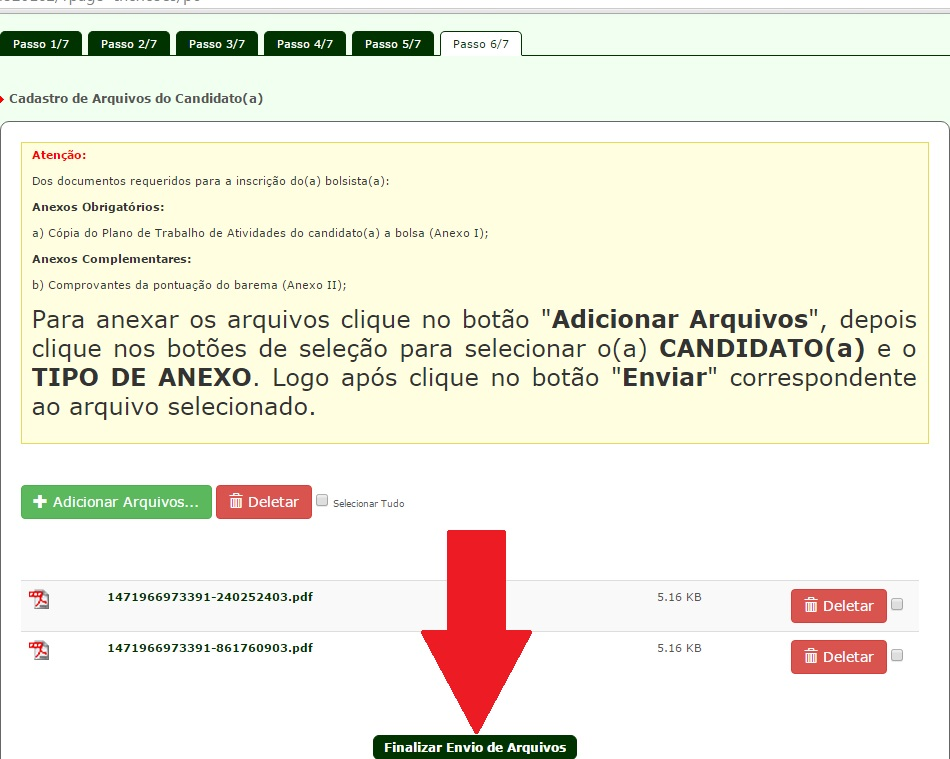 Passo 1/7 Passo 2/7 Passo 3/7 Passo 4/7 Passo 5/7 Passo 6/7
Cadastro de Arquivos do Candidato(a)
Atenção:
Dos documentos requeridos para a inscrição do(a) bolsista(a):
Anexos Obrigatórios:
a) Cópia do Plano de Trabalho de Atividades do candidato(a) a bolsa (Anexo I);
Anexos Complementares:
b) Comprovantes da pontuação do barema (Anexo II);
Para anexar os arquivos clique no botão "Adicionar Arquivos", depois
clique nos botões de seleção para selecionar o(a) CANDIDATO(a) e o
TIPO DE ANEXO. Logo após clique no botão "Enviar" correspondente
ao arquivo selecionado.
Adicionar Arquivos... Deletar Selecionar Tudo
1471966973391-240252403.pdf 5.16 KB Deletar
1471966973391-861760903.pdf 5.16 KB Deletar
Finalizar Envio de Arquivos